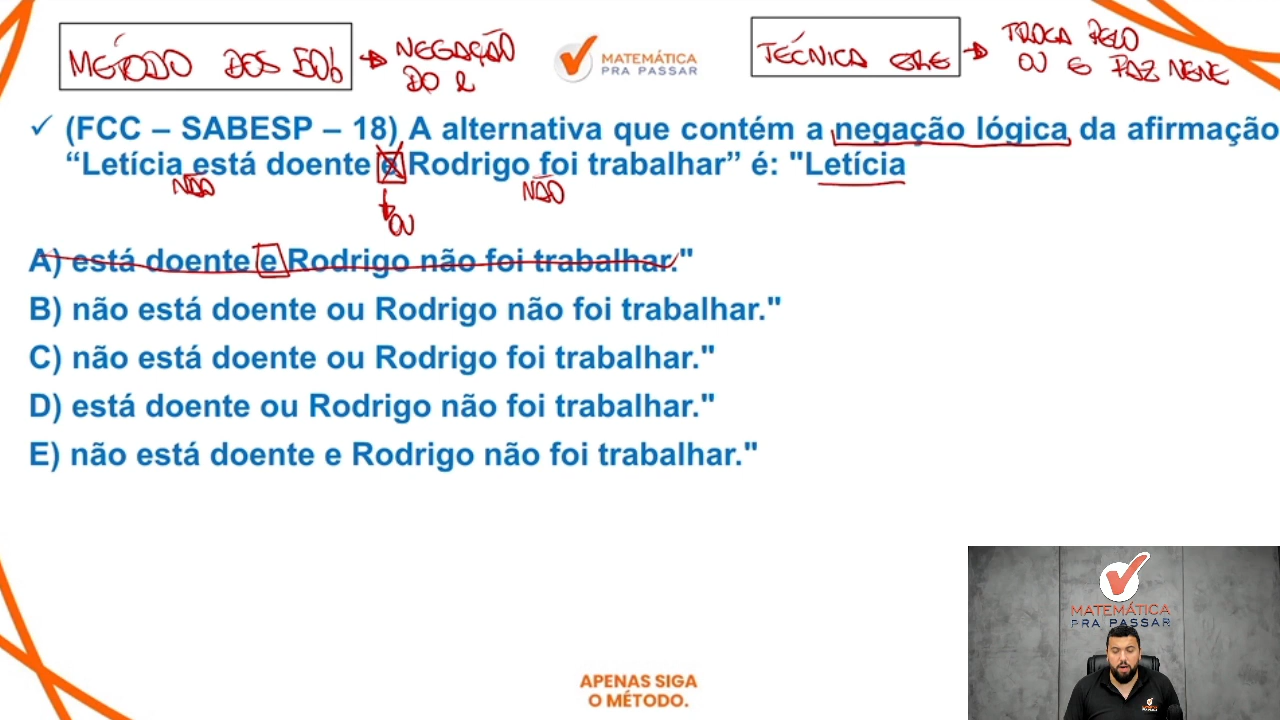 MÉTODO DOS 50% → NEGAÇÃO
DO E
MATEMÁTICA
PRA PASSAR
TÉCNICA → TROCA PELO
OU E FAZ NENE
✓ (FCC – SABESP – 18) A alternativa que contém a negação lógica da afirmação
“Letícia está doente e Rodrigo foi trabalhar” é: "Letícia
NÃO NÃO
OU
A) está doente e Rodrigo não foi trabalhar."
B) não está doente ou Rodrigo não foi trabalhar."
C) não está doente ou Rodrigo foi trabalhar."
D) está doente ou Rodrigo não foi trabalhar."
E) não está doente e Rodrigo não foi trabalhar."
MATEMÁTICA
PRA PASSAR
APENAS SIGA
O MÉTODO.